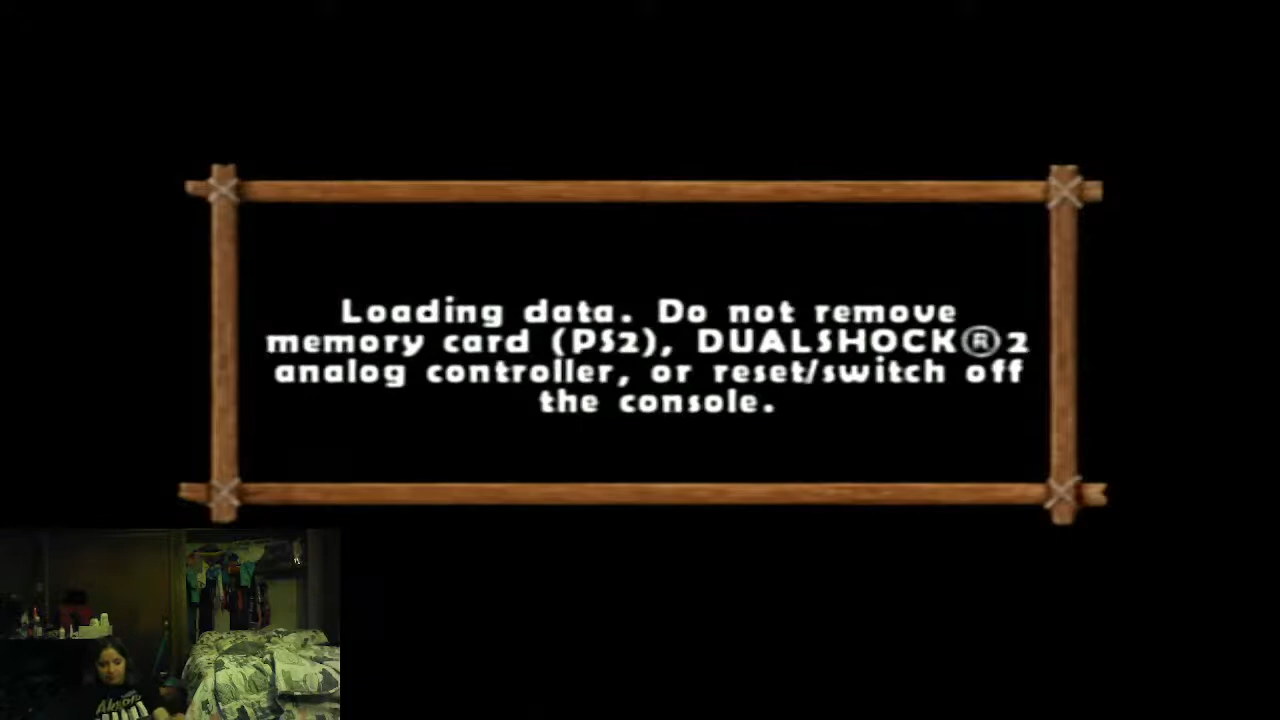 Loading data. Do not remove
memory card (PS2), DUALSHOCK®2
analog controller, or reset/switch off
the console.